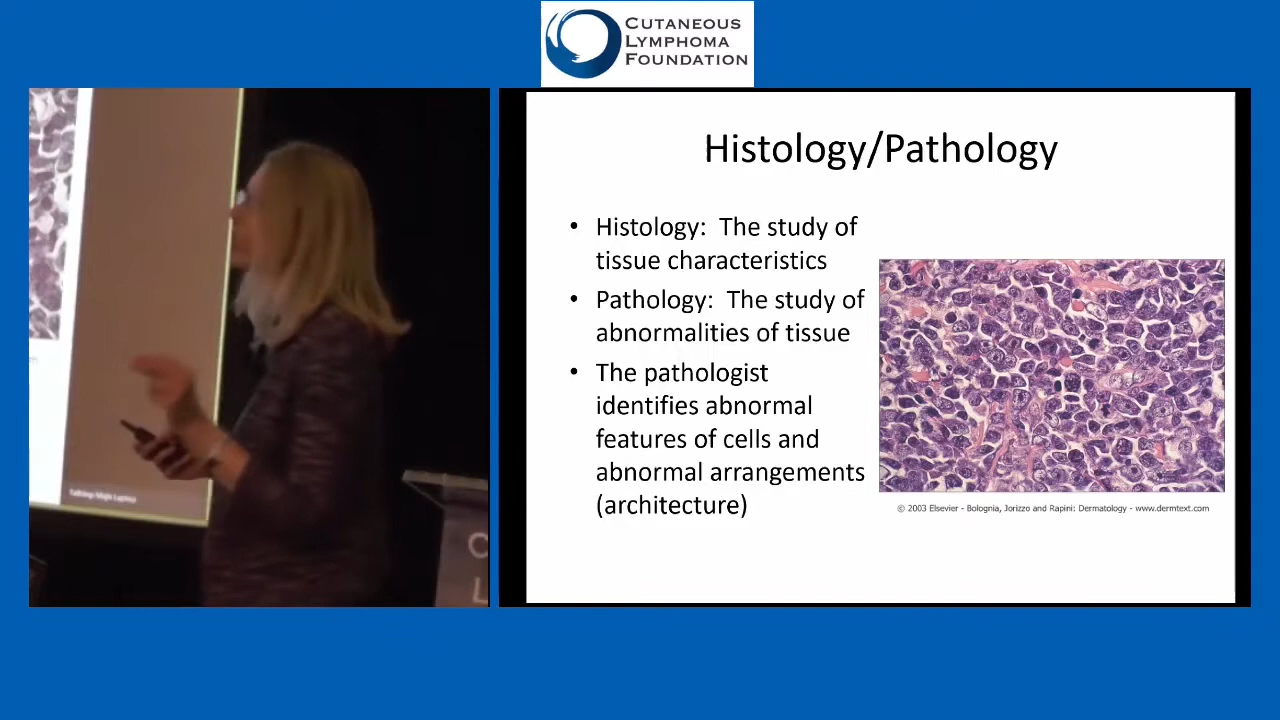 CUTANEOUS
LYMPHOMA
FOUNDATION
Histology/Pathology
• Histology: The study of
tissue characteristics
• Pathology: The study of
abnormalities of tissue
• The pathologist
identifies abnormal
features of cells and
abnormal arrangements
(architecture)
© 2003 Elsevier - Bolognia, Jorizzo and Rapini: Dermatology - www.dermtext.com
C
L